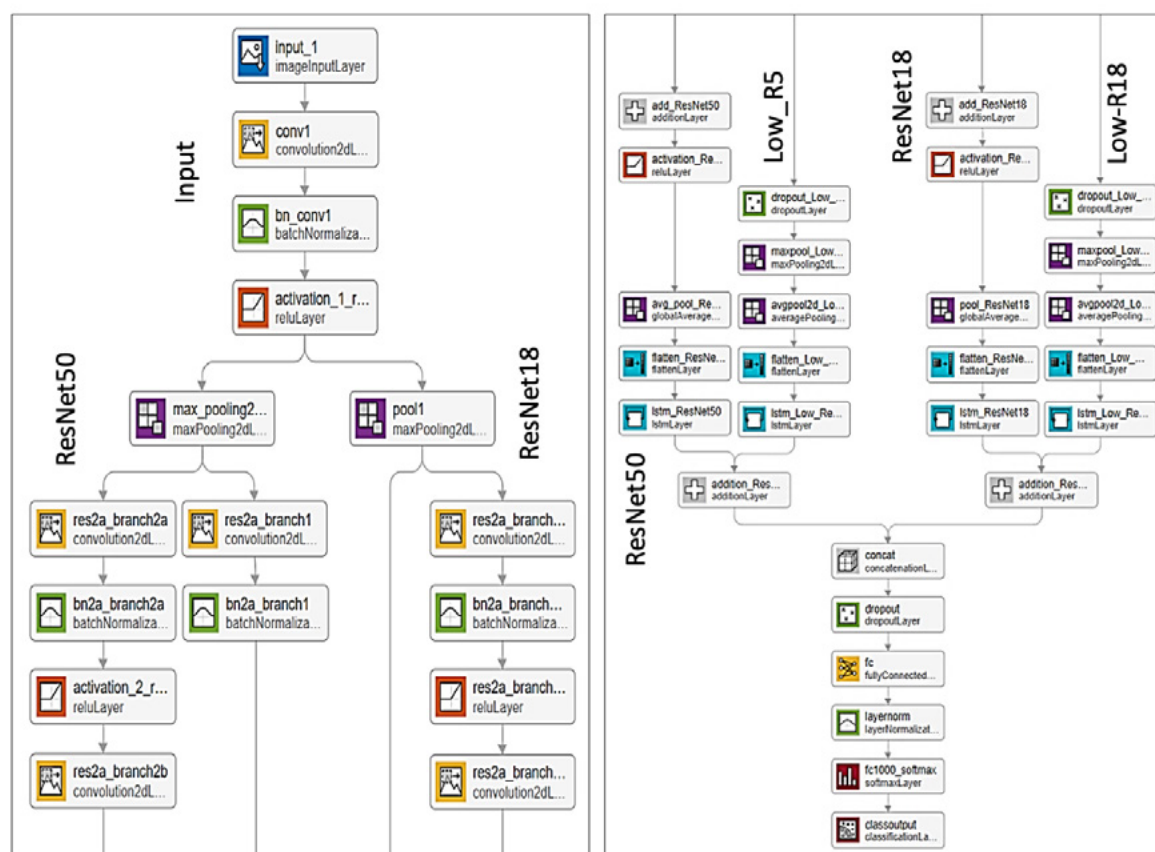 Input
input_1
imageInputLayer
conv1
convolution2dL...
bn_conv1
batchNormaliza...
activation_1_r...
reluLayer
ResNet50
ResNet18
max_pooling2...
maxPooling2dL...
pool1
maxPooling2dL...
res2a_branch2a
convolution2dL...
res2a_branch1
convolution2dL...
res2a_branch...
convolution2dL...
bn2a_branch2a
batchNormaliza...
bn2a_branch1
batchNormaliza...
bn2a_branch...
batchNormaliza...
activation_2_r...
reluLayer
res2a_branch...
reluLayer
res2a_branch2b
convolution2dL...
res2a_branch...
convolution2dL...
Low_R5
ResNet18
Low-R18
add_ResNet50
additionLayer
add_ResNet18
additionLayer
activation_Re...
reluLayer
activation_Re...
reluLayer
dropout_Low_...
dropoutLayer
dropout_Low_...
dropoutLayer
maxpool_Low...
maxPooling2dL...
maxpool_Low...
maxPooling2dL...
avg_pool_Re...
globalAverage...
avgpool2d_Lo...
averagePooling...
pool_ResNet18
globalAverage...
avgpool2d_Lo...
averagePooling...
flatten_ResNe...
flattenLayer
flatten_Low_...
flattenLayer
flatten_ResNe...
flattenLayer
flatten_Low_...
flattenLayer
lstm_ResNet50
lstmLayer
lstm_Low_Re...
lstmLayer
lstm_ResNet18
lstmLayer
lstm_Low_Re...
lstmLayer
ResNet50
addition_Res...
additionLayer
addition_Res...
additionLayer
concat
concatenationL...
dropout
dropoutLayer
fc
fullyConnected...
layernorm
layerNormalizat...
fc1000_softmax
softmaxLayer
classoutput
classificationLa...